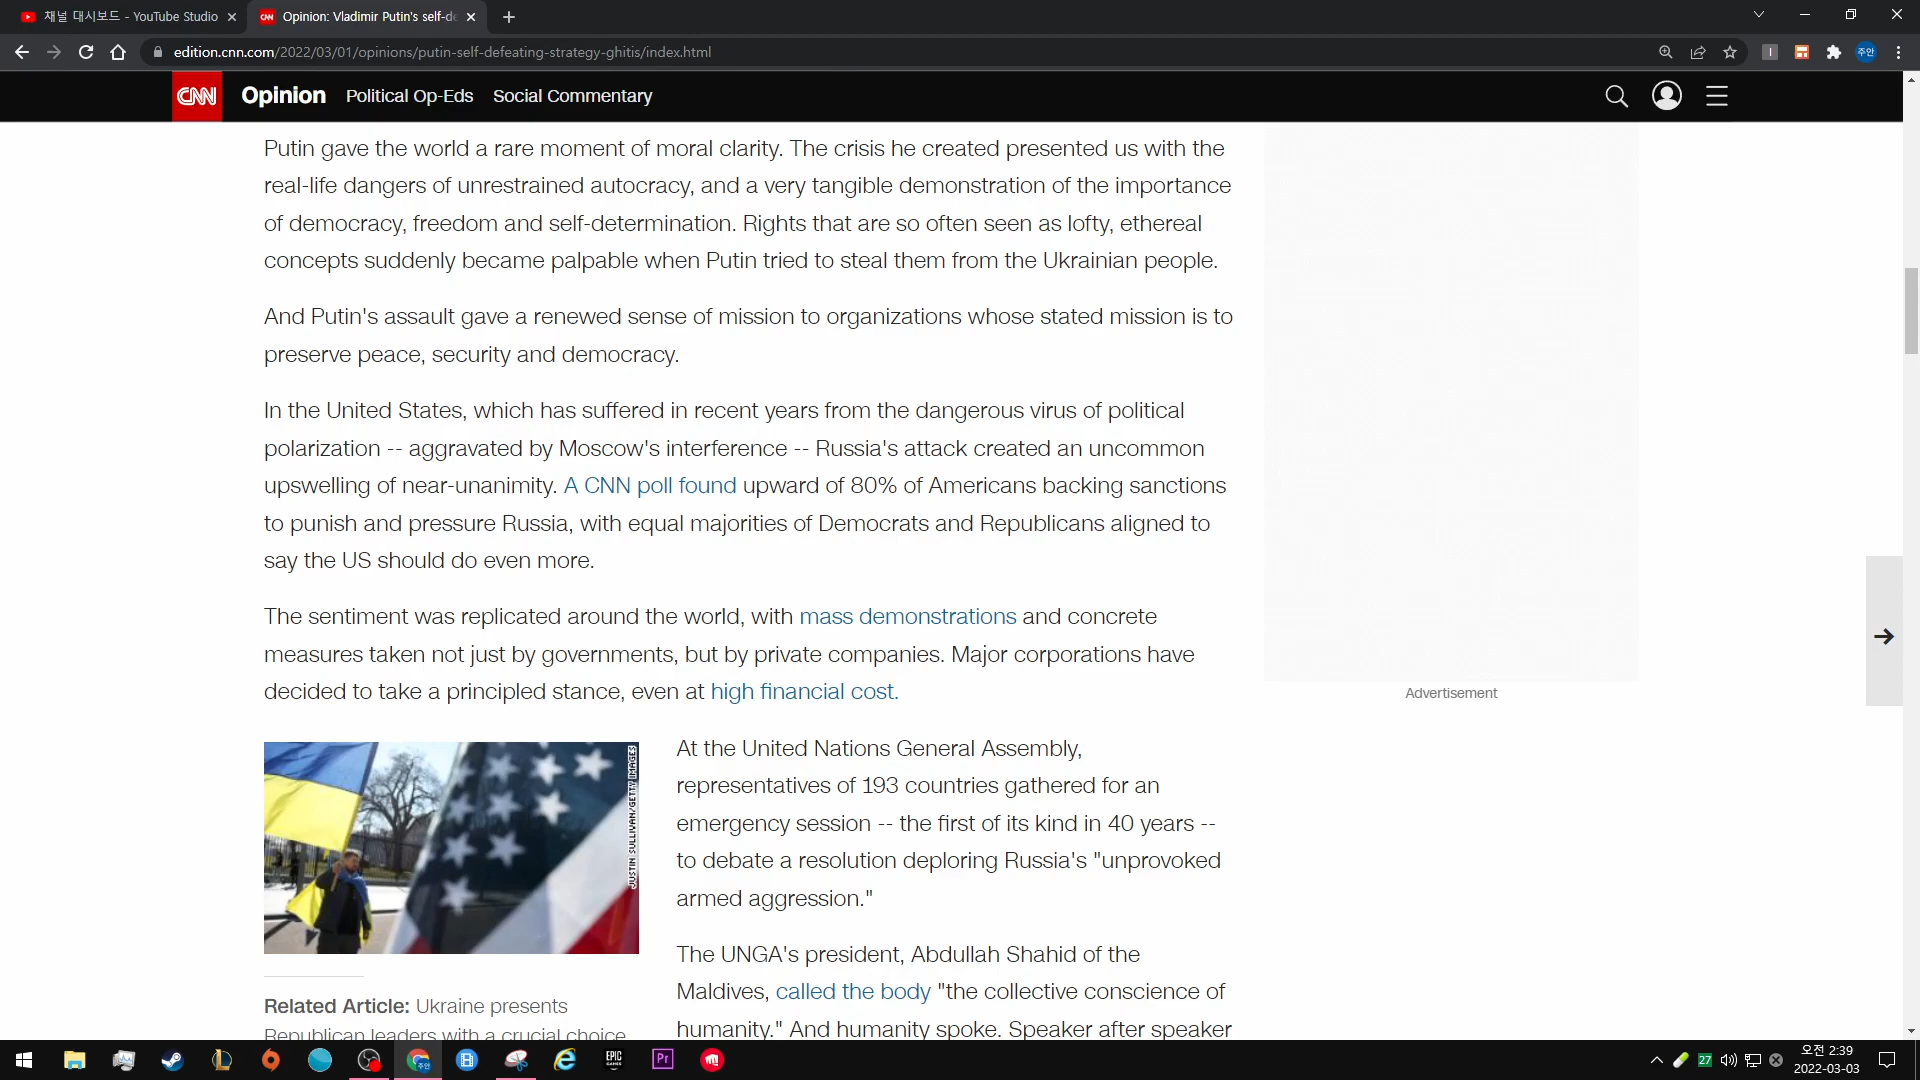 채널 대시보드 - YouTube Studio
Opinion: Vladimir Putin's self-de
edition.cnn.com/2022/03/01/opinions/putin-self-defeating-strategy-ghitis/index.html
주안
CNN Opinion Political Op-Eds Social Commentary
Putin gave the world a rare moment of moral clarity. The crisis he created presented us with the
real-life dangers of unrestrained autocracy, and a very tangible demonstration of the importance
of democracy, freedom and self-determination. Rights that are so often seen as lofty, ethereal
concepts suddenly became palpable when Putin tried to steal them from the Ukrainian people.
And Putin's assault gave a renewed sense of mission to organizations whose stated mission is to
preserve peace, security and democracy.
In the United States, which has suffered in recent years from the dangerous virus of political
polarization -- aggravated by Moscow's interference -- Russia's attack created an uncommon
upswelling of near-unanimity. A CNN poll found upward of 80% of Americans backing sanctions
to punish and pressure Russia, with equal majorities of Democrats and Republicans aligned to
say the US should do even more.
The sentiment was replicated around the world, with mass demonstrations and concrete
measures taken not just by governments, but by private companies. Major corporations have
decided to take a principled stance, even at high financial cost.
Advertisement
JUSTIN SULLIVAN/GETTY IMAGES
Related Article: Ukraine presents
Republican leaders with a crucial choice
At the United Nations General Assembly,
representatives of 193 countries gathered for an
emergency session -- the first of its kind in 40 years --
to debate a resolution deploring Russia's "unprovoked
armed aggression."
The UNGA's president, Abdullah Shahid of the
Maldives, called the body "the collective conscience of
humanity." And humanity spoke. Speaker after speaker
EPIC GAMES
Pr
27
오전 2:39
2022-03-03